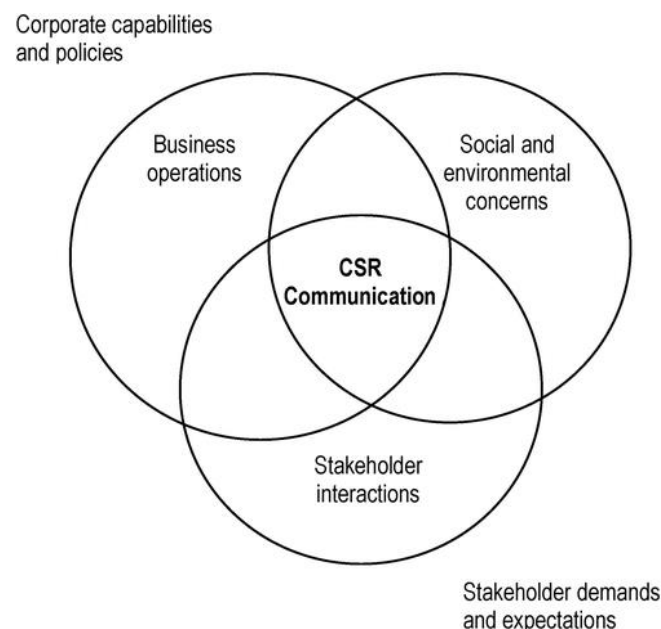 Corporate capabilities
and policies
Business
operations
Social and
environmental
concerns
CSR
Communication
Stakeholder
interactions
Stakeholder demands
and expectations